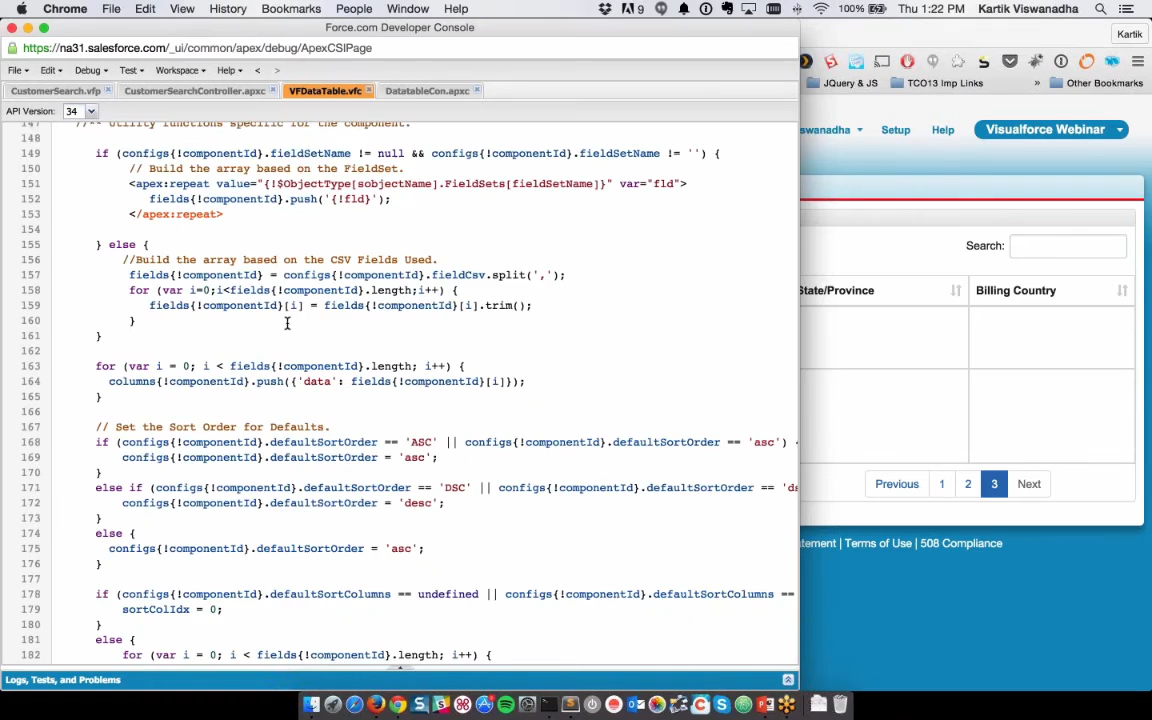 Chrome File Edit View History Bookmarks People Window Help 9 100% Thu 1:22 PM Kartik Viswanadha
Force.com Developer Console
Kartik
https://na31.salesforce.com/_ui/common/apex/debug/ApexCSIPage
File Edit Debug Test Workspace Help < >
JQuery & JS TCO13 Imp Links » Other Bookmarks
CustomerSearch.vfp CustomerSearchController.apxc VFDataTable.vfc DatatableCon.apxc
API Version: 34
swanadha Setup Help Visualforce Webinar
147 //-- Utility functions specific for the component.
148
149 if (configs{!componentId}.fieldSetName != null && configs{!componentId}.fieldSetName != '') {
150 // Build the array based on the FieldSet.
151 <apex:repeat value="{!$ObjectType[sobjectName].FieldSets[fieldSetName]}" var="fld">
152 fields{!componentId}.push('{!fld}');
153 </apex:repeat>
154
155 } else {
156 //Build the array based on the CSV Fields Used.
157 fields{!componentId} = configs{!componentId}.fieldCsv.split(',');
158 for (var i=0;i<fields{!componentId}.length;i++) {
159 fields{!componentId}[i] = fields{!componentId}[i].trim();
160 }
161 }
162
163 for (var i = 0; i < fields{!componentId}.length; i++) {
164 columns{!componentId}.push({'data': fields{!componentId}[i]});
165 }
166
167 // Set the Sort Order for Defaults.
168 if (configs{!componentId}.defaultSortOrder == 'ASC' || configs{!componentId}.defaultSortOrder == 'asc')
169 configs{!componentId}.defaultSortOrder = 'asc';
170 }
171 else if (configs{!componentId}.defaultSortOrder == 'DSC' || configs{!componentId}.defaultSortOrder == 'ds
172 configs{!componentId}.defaultSortOrder = 'desc';
173 }
174 else {
175 configs{!componentId}.defaultSortOrder = 'asc';
176 }
177
178 if (configs{!componentId}.defaultSortColumns == undefined || configs{!componentId}.defaultSortColumns ==
179 sortColIdx = 0;
180 }
181 else {
182 for (var i = 0; i < fields{!componentId}.length; i++) {
Search:
State/Province Billing Country
Previous 1 2 3 Next
atement | Terms of Use | 508 Compliance
Logs, Tests, and Problems